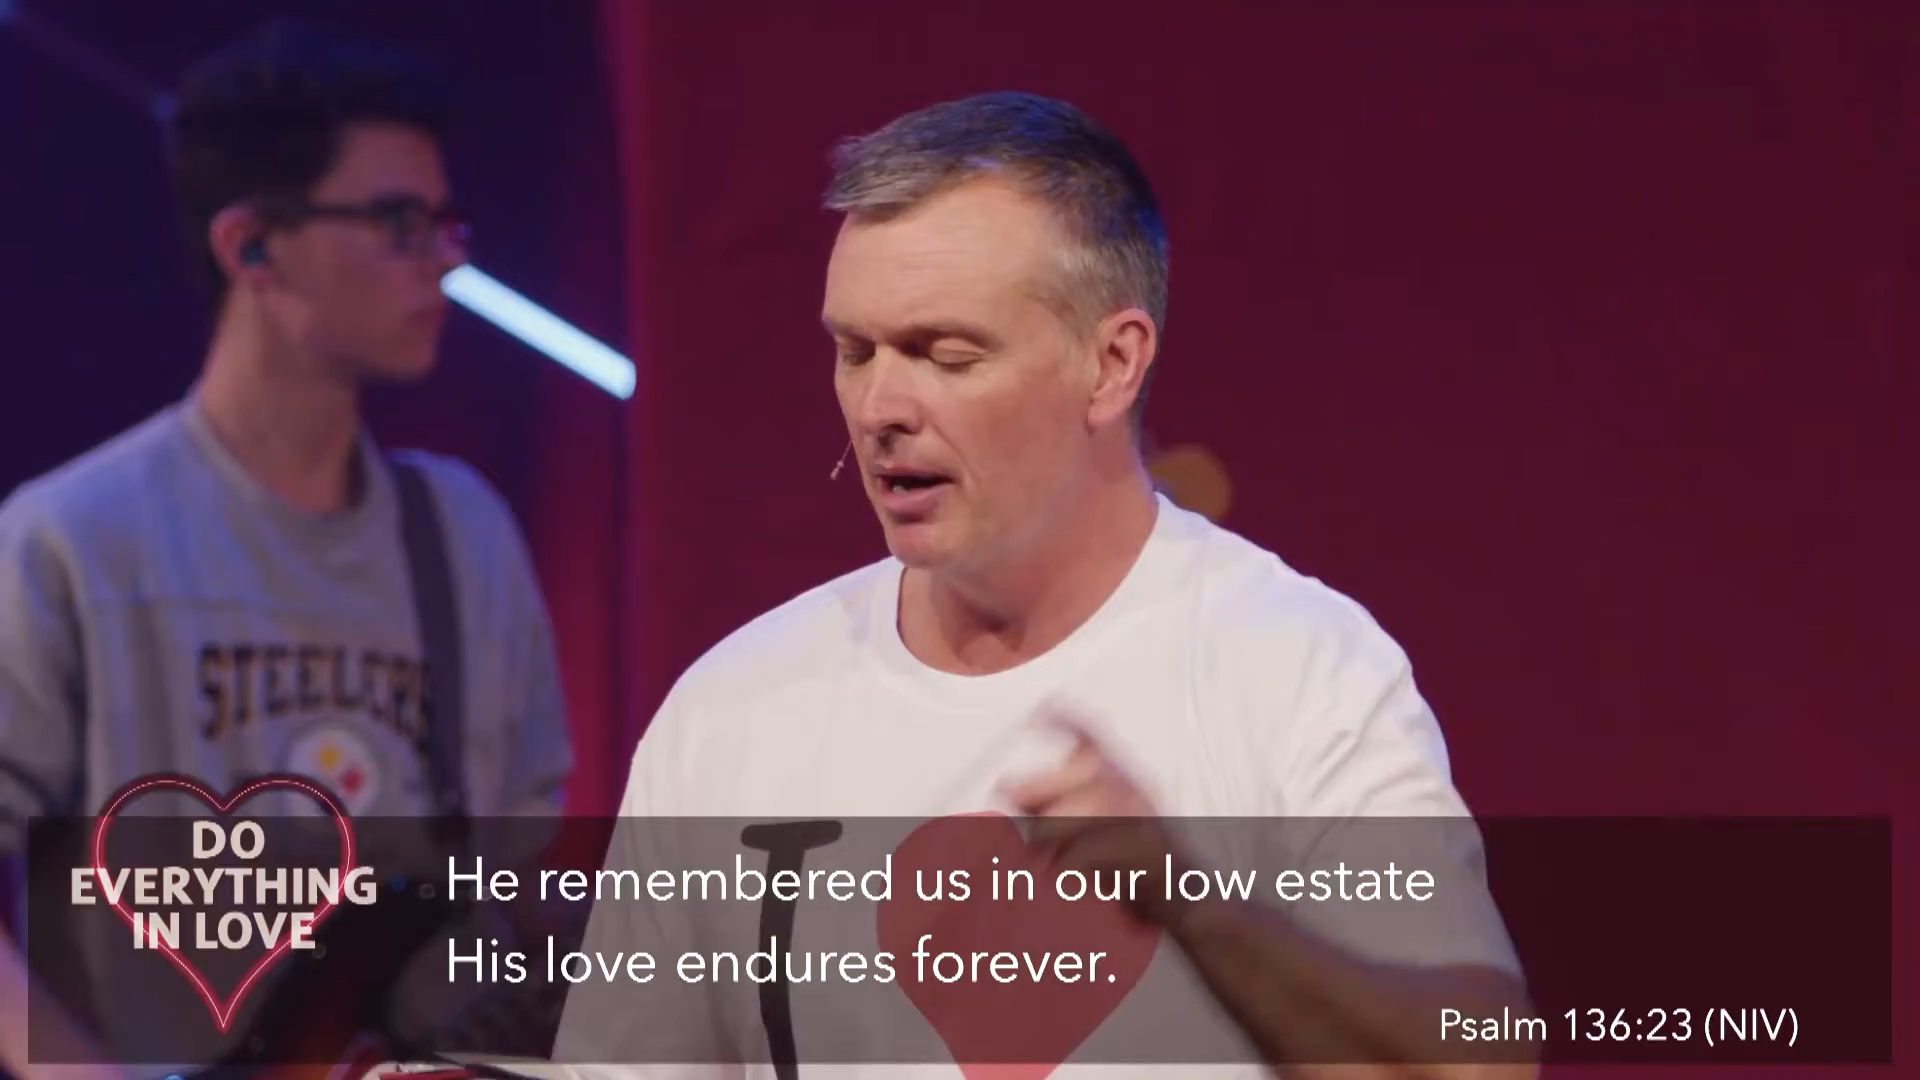 STEELERS
I
DO
EVERYTHING
IN LOVE
He remembered us in our low estate
His love endures forever.
Psalm 136:23 (NIV)